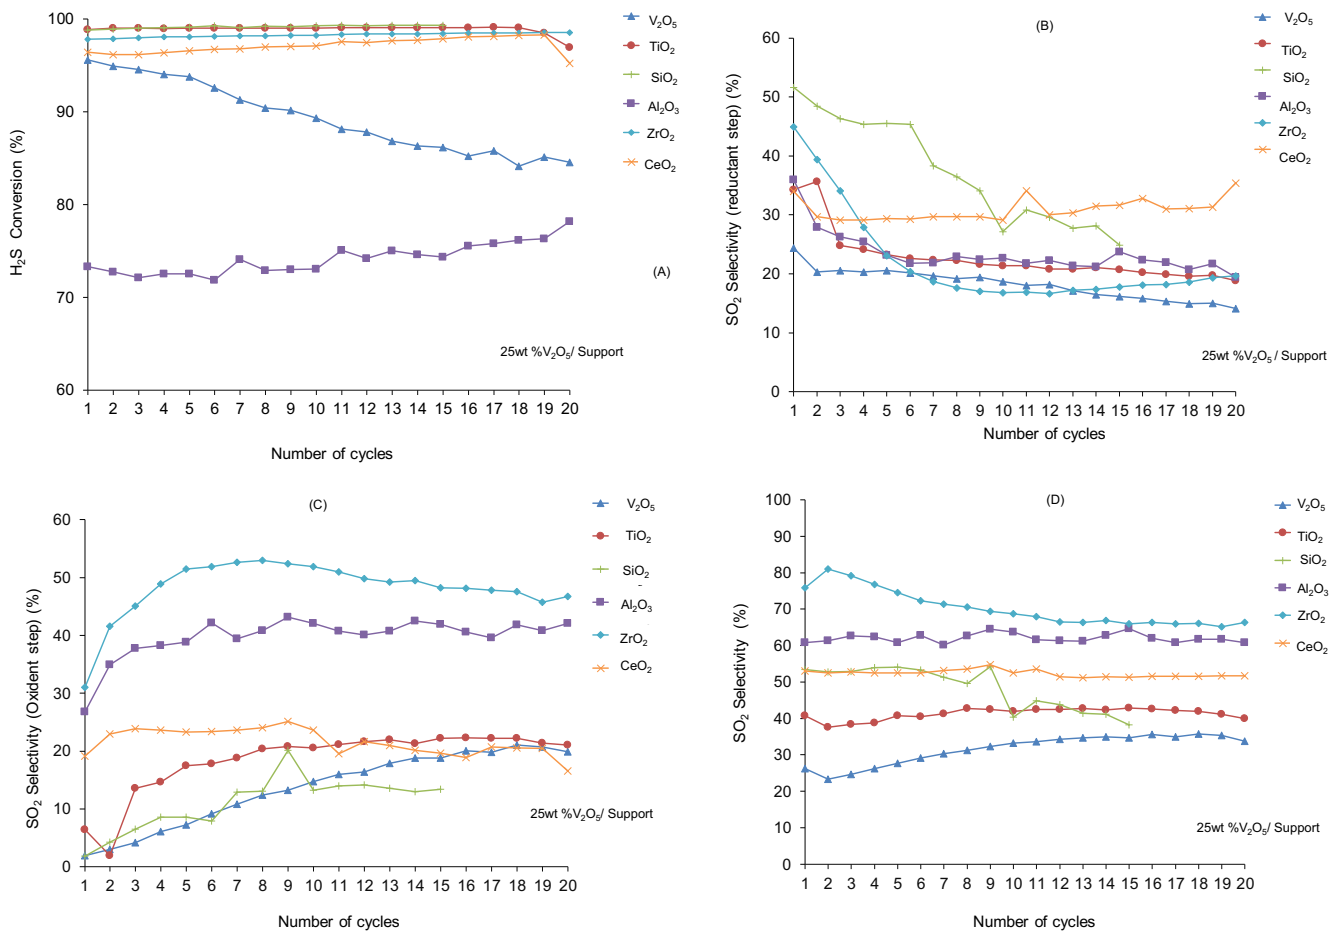 H₂S Conversion (%)
100
90
80
70
60
1 2 3 4 5 6 7 8 9 10 11 12 13 14 15 16 17 18 19 20
Number of cycles
V₂O₅
TiO₂
SiO₂
Al₂O₃
ZrO₂
CeO₂
(A)
25wt %V₂O₅/ Support
SO₂ Selectivity (reductant step) (%)
(B)
60
50
40
30
20
10
0
1 2 3 4 5 6 7 8 9 10 11 12 13 14 15 16 17 18 19 20
Number of cycles
V₂O₅
TiO₂
SiO₂
Al₂O₃
ZrO₂
CeO₂
25wt %V₂O₅/ Support
SO₂ Selectivity (Oxident step) (%)
(C)
60
50
40
30
20
10
0
1 2 3 4 5 6 7 8 9 10 11 12 13 14 15 16 17 18 19 20
Number of cycles
V₂O₅
TiO₂
SiO₂
Al₂O₃
ZrO₂
CeO₂
25wt %V₂O₅/ Support
SO₂ Selectivity (%)
(D)
100
90
80
70
60
50
40
30
20
10
0
1 2 3 4 5 6 7 8 9 10 11 12 13 14 15 16 17 18 19 20
Number of cycles
V₂O₅
TiO₂
SiO₂
Al₂O₃
ZrO₂
CeO₂
25wt %V₂O₅/ Support